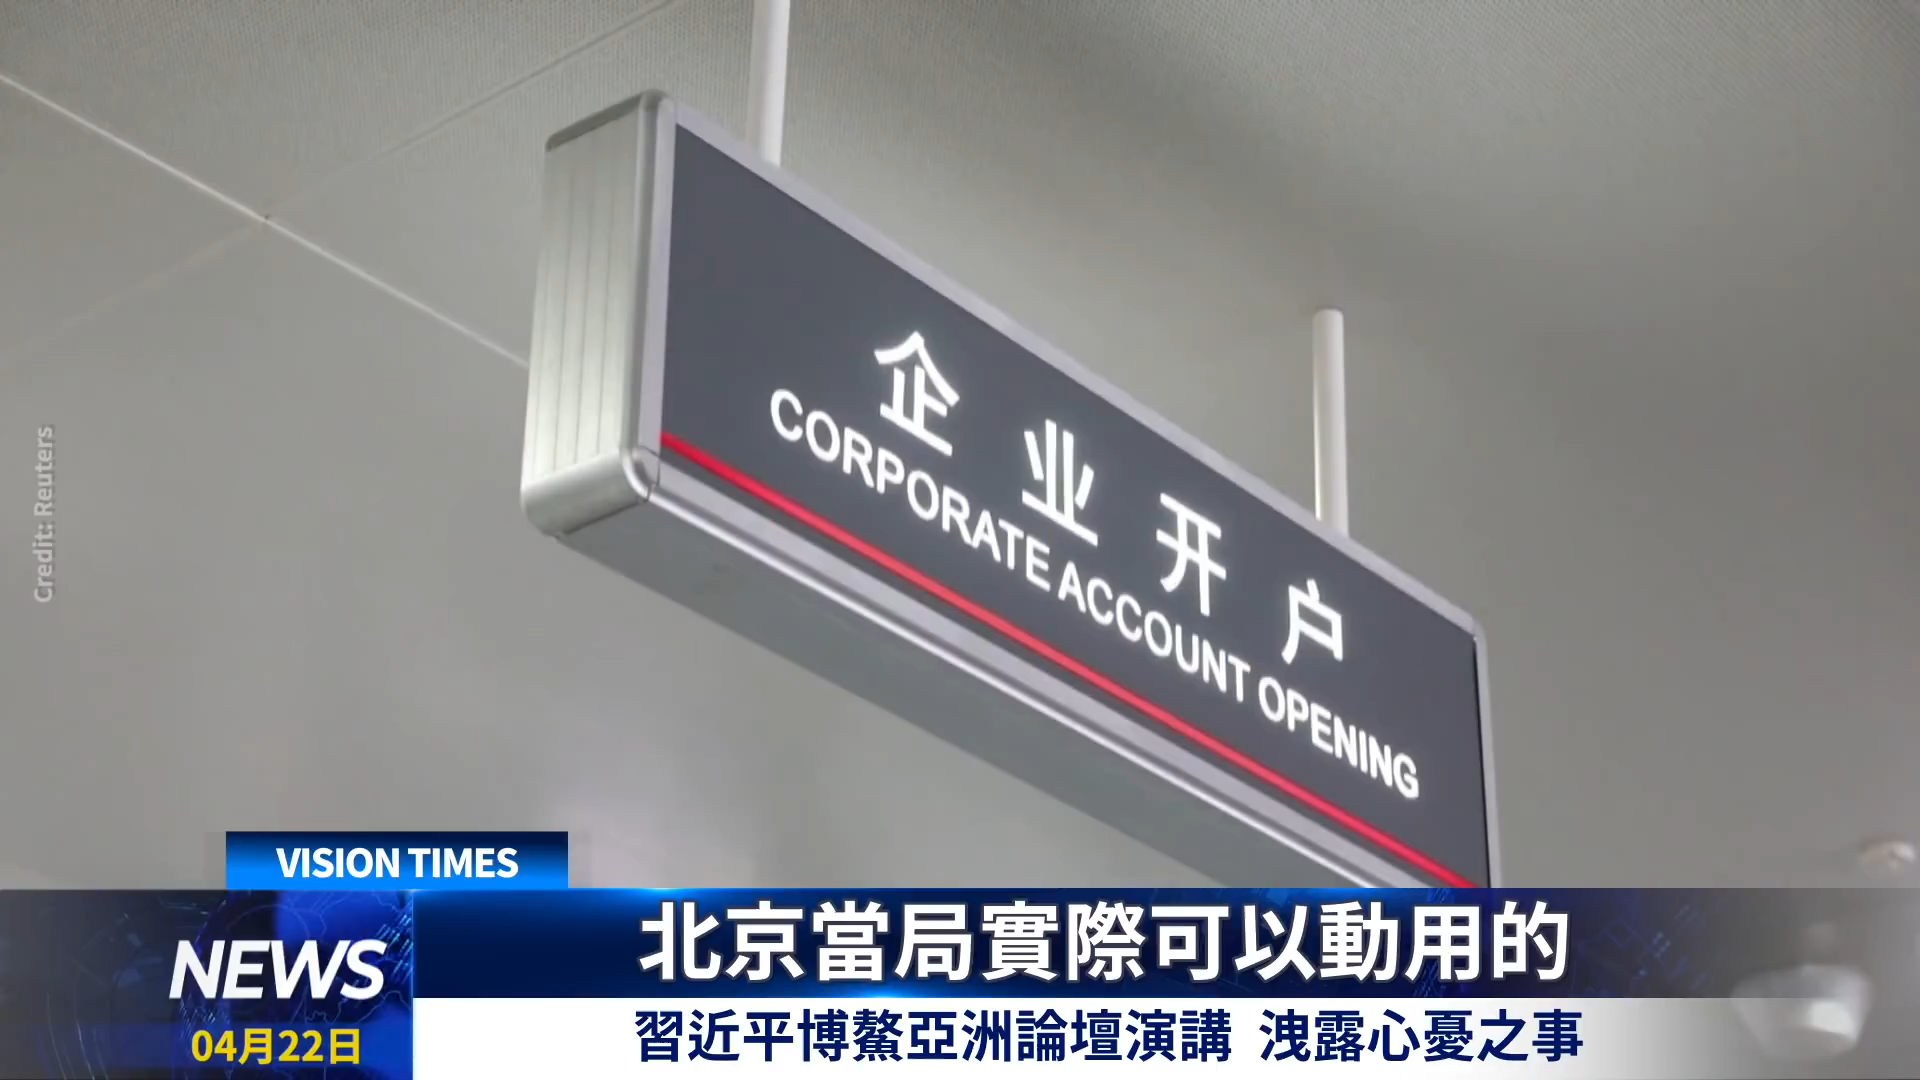 企业开户
CORPORATE ACCOUNT OPENING
Credit: Reuters
VISION TIMES
NEWS
04月22日
北京當局實際可以動用的
習近平博鰲亞洲論壇演講 洩露心憂之事